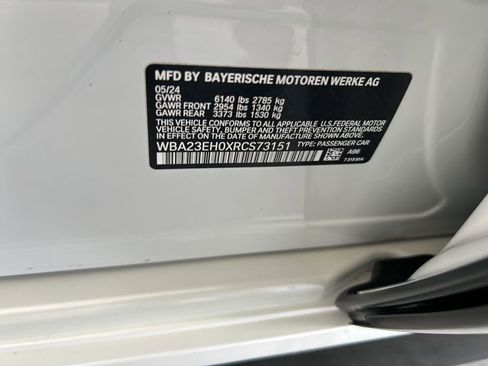 MFD BY BAYERISCHE MOTOREN WERKE AG
05/24
GVWR 6140 lbs 2785 kg
GAWR FRONT 2954 lbs 1340 kg
GAWR REAR 3373 lbs 1530 kg
THIS VEHICLE CONFORMS TO ALL APPLICABLE U.S.FEDERAL MOTOR
VEHICLE SAFETY, BUMPER AND THEFT PREVENTION STANDARDS
IN EFFECT ON THE DATE OF MANUFACTURE SHOWN ABOVE.
WBA23EH0XRCS73151 TYPE: PASSENGER CAR
A96